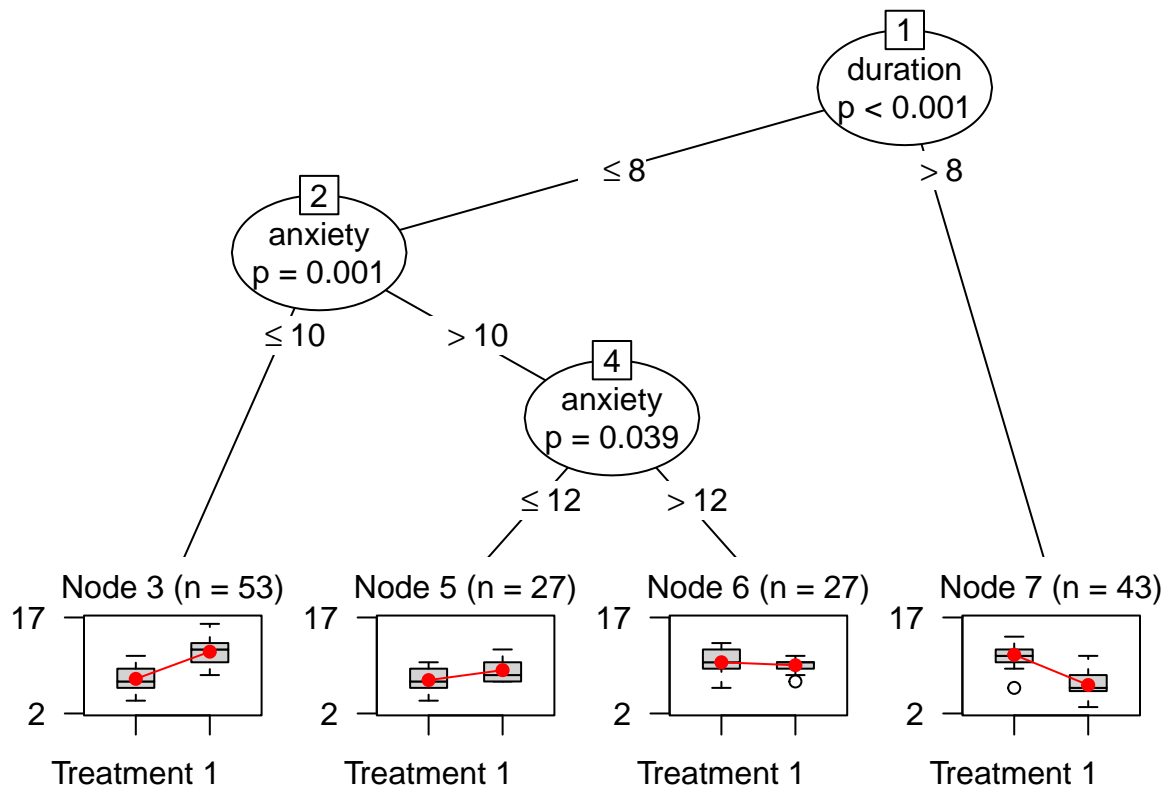 1
duration
p < 0.001
≤ 8
> 8
2
anxiety
p = 0.001
≤ 10
> 10
4
anxiety
p = 0.039
≤ 12
> 12
Node 3 (n = 53)
Node 5 (n = 27)
Node 6 (n = 27)
Node 7 (n = 43)
17
17
17
17
2
2
2
2
Treatment 1
Treatment 1
Treatment 1
Treatment 1